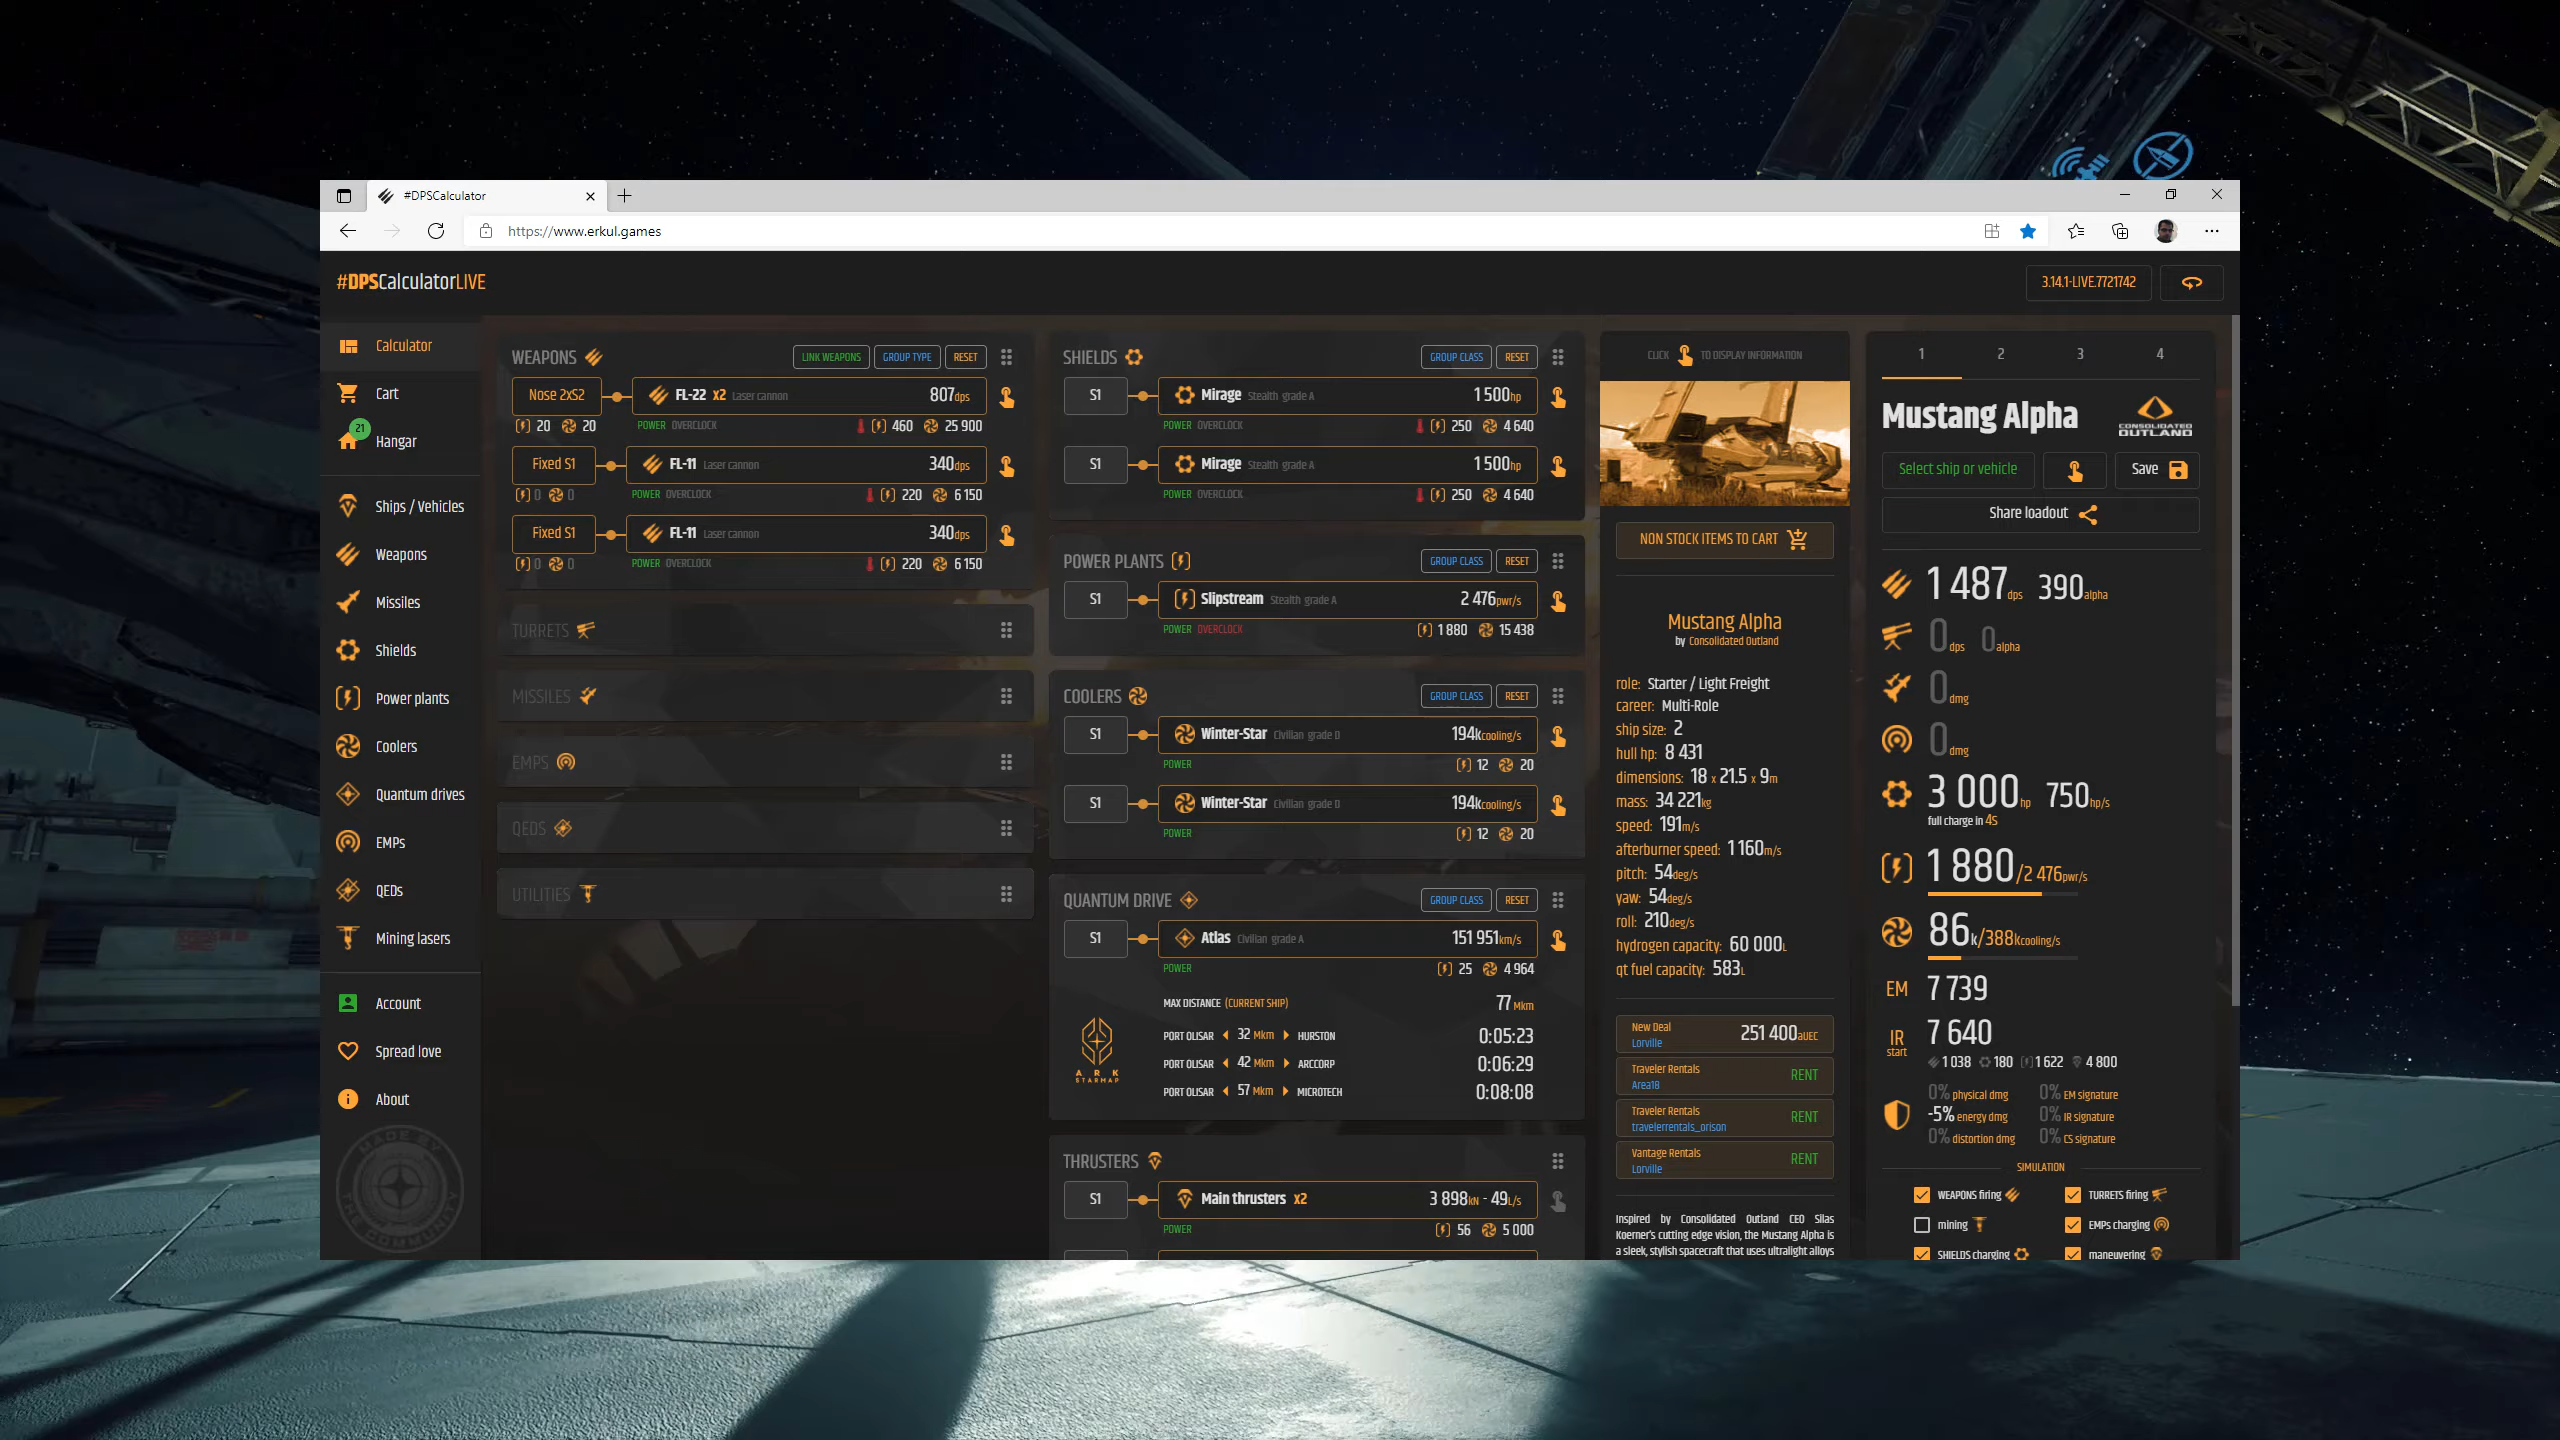 #DPSCalculator
https://www.erkul.games
#DPSCalculatorLIVE
3.14.1-LIVE.7721742
Calculator
Cart
21
Hangar
Ships / Vehicles
Weapons
Missiles
Shields
Power plants
Coolers
Quantum drives
EMPs
QEDs
Mining lasers
Account
Spread love
About
MADE BY
THE COMMUNITY
WEAPONS LINK WEAPONS GROUP TYPE RESET
Nose 2xS2 FL-22 x2 Laser cannon 807dps
20 20 POWER OVERCLOCK 460 25 900
Fixed S1 FL-11 Laser cannon 340dps
0 0 POWER OVERCLOCK 220 6 150
Fixed S1 FL-11 Laser cannon 340dps
0 0 POWER OVERCLOCK 220 6 150
TURRETS
MISSILES
EMPS
QEDS
UTILITIES
SHIELDS GROUP CLASS RESET
S1 Mirage Stealth grade A 1 500hp
POWER OVERCLOCK 250 4 640
S1 Mirage Stealth grade A 1 500hp
POWER OVERCLOCK 250 4 640
POWER PLANTS GROUP CLASS RESET
S1 Slipstream Stealth grade A 2 476pwr/s
POWER OVERCLOCK 1 880 15 438
COOLERS GROUP CLASS RESET
S1 Winter-Star Civilian grade D 194kcooling/s
POWER 12 20
S1 Winter-Star Civilian grade D 194kcooling/s
POWER 12 20
QUANTUM DRIVE GROUP CLASS RESET
S1 Atlas Civilian grade A 151 951km/s
POWER 25 4 964
MAX DISTANCE (CURRENT SHIP) 77 Mkm
ARK
STARMAP
PORT OLISAR 32 Mkm HURSTON 0:05:23
PORT OLISAR 42 Mkm ARCCORP 0:06:29
PORT OLISAR 57 Mkm MICROTECH 0:08:08
THRUSTERS
S1 Main thrusters x2 3 898kN - 49L/s
POWER 56 5 000
CLICK TO DISPLAY INFORMATION
NON STOCK ITEMS TO CART
Mustang Alpha
by Consolidated Outland
role: Starter / Light Freight
career: Multi-Role
ship size: 2
hull hp: 8 431
dimensions: 18 x 21.5 x 9m
mass: 34 221kg
speed: 191m/s
afterburner speed: 1 160m/s
pitch: 54deg/s
yaw: 54deg/s
roll: 210deg/s
hydrogen capacity: 60 000L
qt fuel capacity: 583L
New Deal
Lorville
251 400aUEC
Traveler Rentals
Area18
RENT
Traveler Rentals
travelerrentals_orison
RENT
Vantage Rentals
Lorville
RENT
Inspired by Consolidated Outland CEO Silas
Koerner's cutting edge vision, the Mustang Alpha is
a sleek, stylish spacecraft that uses ultralight alloys
1 2 3 4
Mustang Alpha
CONSOLIDATED
OUTLAND
Select ship or vehicle
Save
Share loadout
1 487dps 390alpha
0dps 0alpha
0dmg
0dmg
3 000hp 750hp/s
full charge in 4s
1 880/2 476pwr/s
86k/388kcooling/s
EM 7 739
IR start 7 640
1 038 180 1 622 4 800
0% physical dmg 0% EM signature
-5% energy dmg 0% IR signature
0% distortion dmg 0% CS signature
SIMULATION
WEAPONS firing TURRETS firing
mining EMPs charging
SHIELDS charging maneuvering